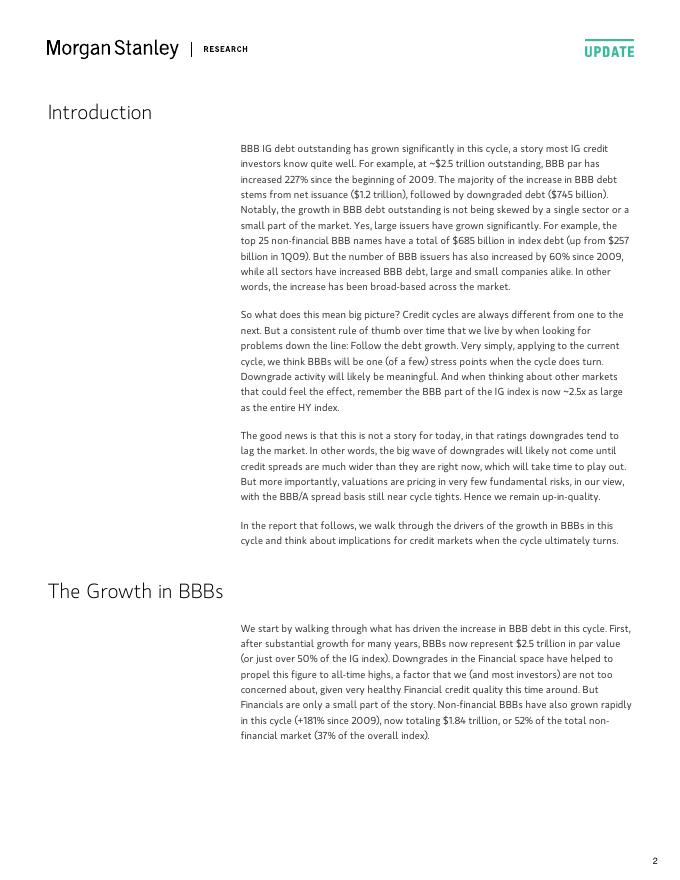 Morgan Stanley | RESEARCH
UPDATE
Introduction
BBB IG debt outstanding has grown significantly in this cycle, a story most IG credit
investors know quite well. For example, at ~$2.5 trillion outstanding, BBB par has
increased 227% since the beginning of 2009. The majority of the increase in BBB debt
stems from net issuance ($1.2 trillion), followed by downgraded debt ($745 billion).
Notably, the growth in BBB debt outstanding is not being skewed by a single sector or a
small part of the market. Yes, large issuers have grown significantly. For example, the
top 25 non-financial BBB names have a total of $685 billion in index debt (up from $257
billion in 1Q09). But the number of BBB issuers has also increased by 60% since 2009,
while all sectors have increased BBB debt, large and small companies alike. In other
words, the increase has been broad-based across the market.
So what does this mean big picture? Credit cycles are always different from one to the
next. But a consistent rule of thumb over time that we live by when looking for
problems down the line: Follow the debt growth. Very simply, applying to the current
cycle, we think BBBs will be one (of a few) stress points when the cycle does turn.
Downgrade activity will likely be meaningful. And when thinking about other markets
that could feel the effect, remember the BBB part of the IG index is now ~2.5x as large
as the entire HY index.
The good news is that this is not a story for today, in that ratings downgrades tend to
lag the market. In other words, the big wave of downgrades will likely not come until
credit spreads are much wider than they are right now, which will take time to play out.
But more importantly, valuations are pricing in very few fundamental risks, in our view,
with the BBB/A spread basis still near cycle tights. Hence we remain up-in-quality.
In the report that follows, we walk through the drivers of the growth in BBBs in this
cycle and think about implications for credit markets when the cycle ultimately turns.
The Growth in BBBs
We start by walking through what has driven the increase in BBB debt in this cycle. First,
after substantial growth for many years, BBBs now represent $2.5 trillion in par value
(or just over 50% of the IG index). Downgrades in the Financial space have helped to
propel this figure to all-time highs, a factor that we (and most investors) are not too
concerned about, given very healthy Financial credit quality this time around. But
Financials are only a small part of the story. Non-financial BBBs have also grown rapidly
in this cycle (+181% since 2009), now totaling $1.84 trillion, or 52% of the total non-
financial market (37% of the overall index).
2